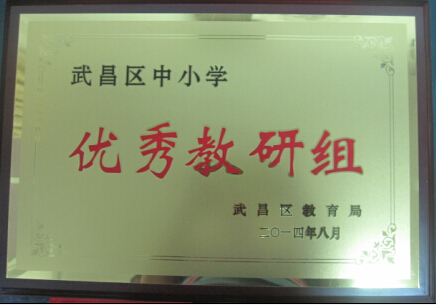 武昌区中小学
优秀教研组
武昌区教育局
二〇一四年八月